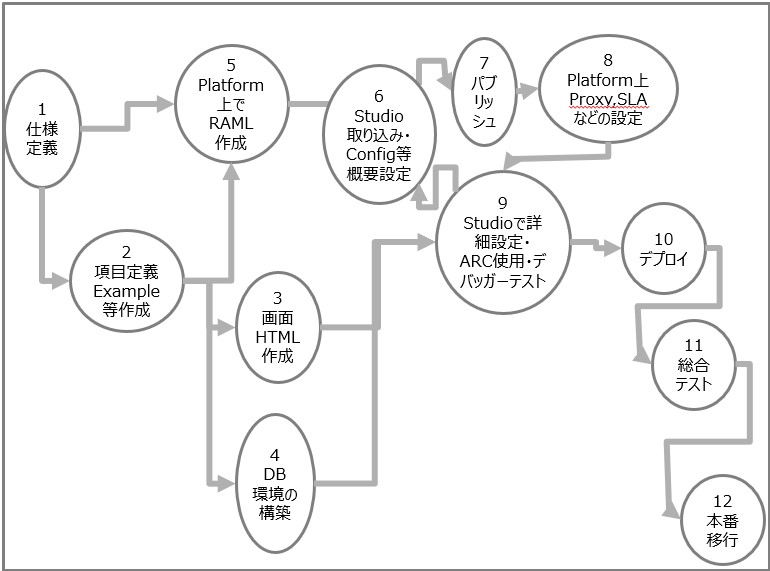 1
仕様
定義
2
項目定義
Example
等作成
3
画面
HTML
作成
4
DB
環境の
構築
5
Platform
上で
RAML
作成
6
Studio
取り込み・
Config等
概要設定
7
パブ
リッ
シュ
8
Platform上
Proxy,SLA
などの設定
9
Studioで詳
細設定・
ARC使用・デ
バッガーテスト
10
デプロイ
11
総合
テスト
12
本番
移行